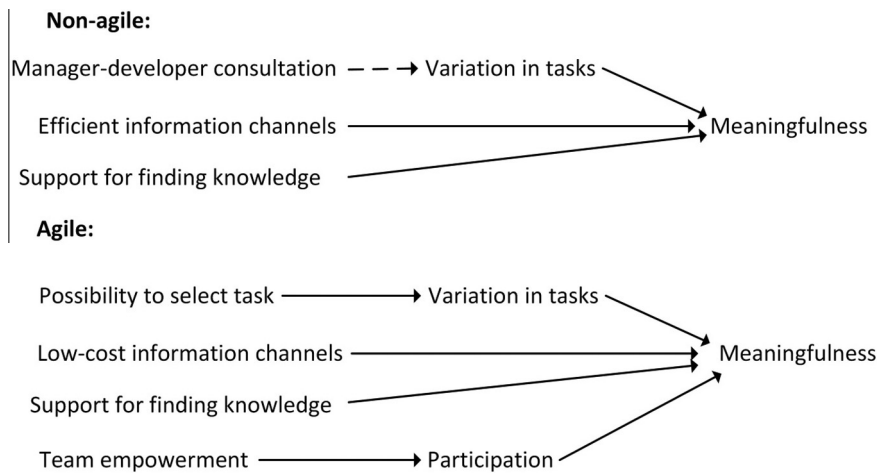 Non-agile:
Manager-developer consultation Variation in tasks
Efficient information channels Meaningfulness
Support for finding knowledge
Agile:
Possibility to select task Variation in tasks
Low-cost information channels Meaningfulness
Support for finding knowledge
Team empowerment Participation